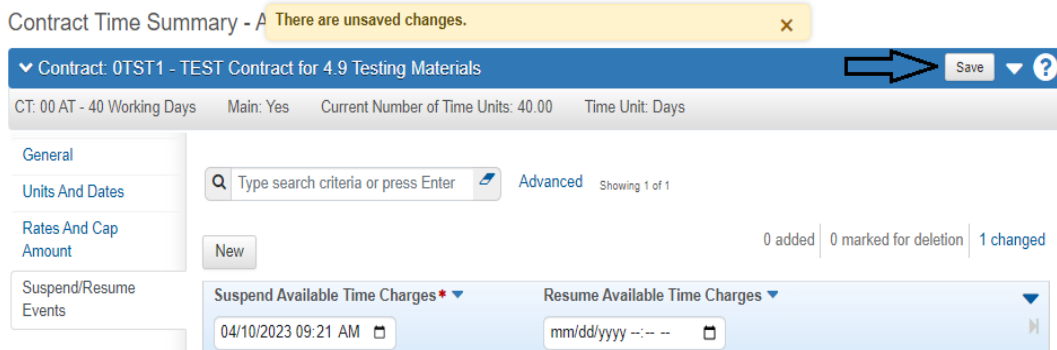 Contract Time Summary - A
There are unsaved changes. ×
Contract: 0TST1 - TEST Contract for 4.9 Testing Materials Save ?
CT: 00 AT - 40 Working Days Main: Yes Current Number of Time Units: 40.00 Time Unit: Days
General
Units And Dates
Rates And Cap
Amount
Suspend/Resume
Events
Type search criteria or press Enter Advanced Showing 1 of 1
New 0 added 0 marked for deletion 1 changed
Suspend Available Time Charges* Resume Available Time Charges
04/10/2023 09:21 AM mm/dd/yyyy --:-- --